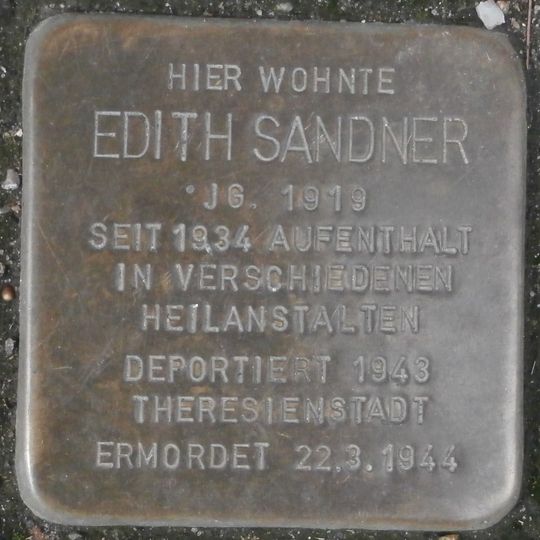 HIER WOHNTE
EDITH SANDNER
JG. 1919
SEIT 1934 AUFENTHALT
IN VERSCHIEDENEN
HEILANSTALTEN
DEPORTIERT 1943
THERESIENSTADT
ERMORDET 22.3.1944